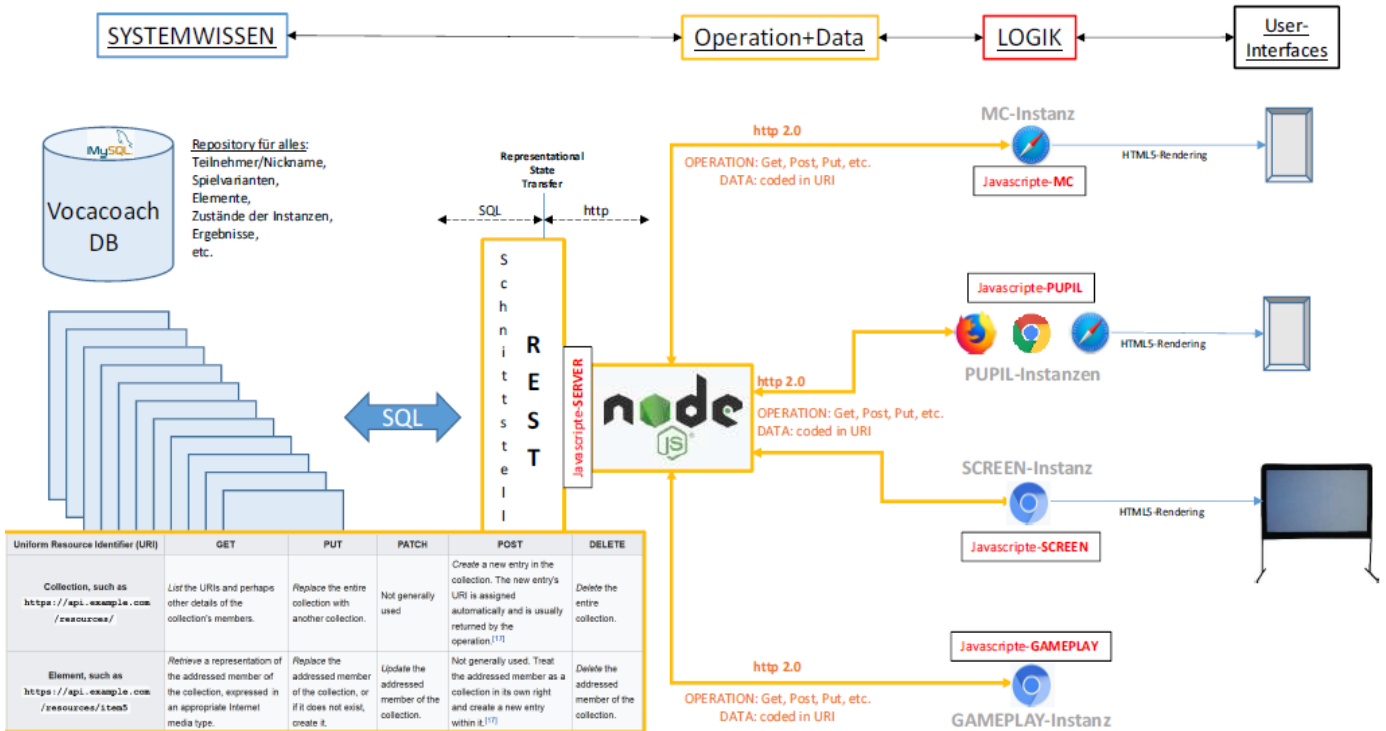 SYSTEMWISSEN
Operation+Data
LOGIK
User-
Interfaces
MySQL
Vocacoach
DB
Repository für alles:
Teilnehmer/Nickname,
Spielvarianten,
Elemente,
Zustände der Instanzen,
Ergebnisse,
etc.
Representational
State
Transfer
SQL
http
Schnittstell
REST
Javascripte-SERVER
SQL
node
JS
http 2.0
OPERATION: Get, Post, Put, etc.
DATA: coded in URI
MC-Instanz
Javascripte-MC
HTML5-Rendering
Javascripte-PUPIL
HTML5-Rendering
PUPIL-Instanzen
http 2.0
OPERATION: Get, Post, Put, etc.
DATA: coded in URI
SCREEN-Instanz
HTML5-Rendering
Javascripte-SCREEN
http 2.0
OPERATION: Get, Post, Put, etc.
DATA: coded in URI
Javascripte-GAMEPLAY
GAMEPLAY-Instanz
Uniform Resource Identifier (URI) GET PUT PATCH POST DELETE
Collection, such as
https://api.example.com
/resources/
List the URIs and perhaps
other details of the
collection's members.
Replace the entire
collection with
another collection.
Not generally
used
Create a new entry in the
collection. The new entry's
URI is assigned
automatically and is usually
returned by the
operation.[17]
Delete the
entire
collection.
Element, such as
https://api.example.com
/resources/item5
Retrieve a representation of
the addressed member of
the collection, expressed in
an appropriate Internet
media type.
Replace the
addressed member
of the collection, or
if it does not exist,
create it.
Update the
addressed
member of the
collection.
Not generally used. Treat
the addressed member as a
collection in its own right
and create a new entry
within it.[17]
Delete the
addressed
member of the
collection.